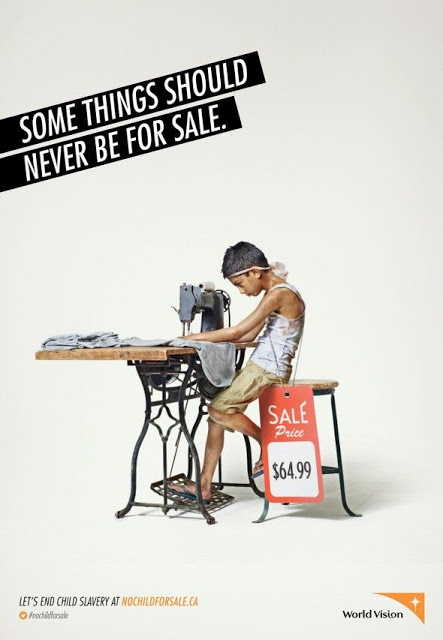 SOME THINGS SHOULD
NEVER BE FOR SALE.
SALÉ
Price
$64.99
LET'S END CHILD SLAVERY AT NOCHILDFORSALE.CA
#nochildforsale
World Vision